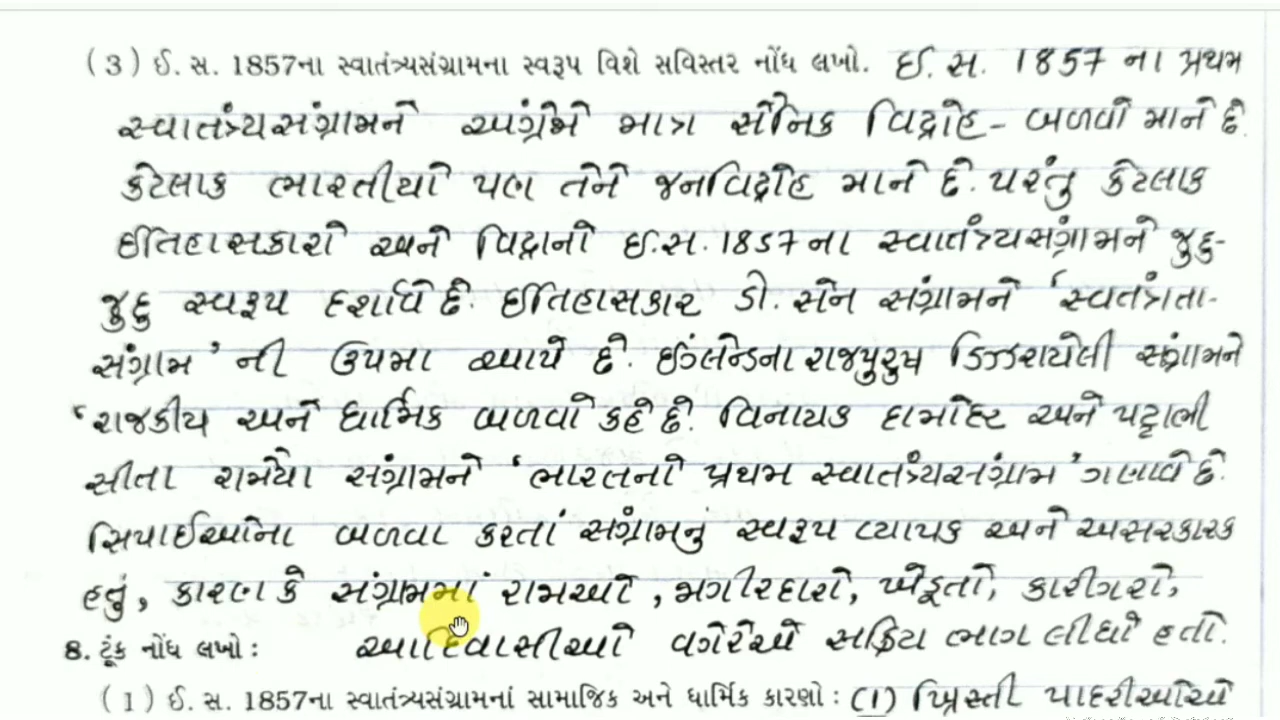 (3) ઈ. સ. 1857ના સ્વાતંત્ર્યસંગ્રામના સ્વરૂપ વિશે સવિસ્તર નોંધ લખો. ઈ. સ. 1857 ના પ્રથમ
સ્વાતંત્ર્યસંગ્રામને અંગ્રેજો માત્ર સૈનિક વિદ્રોહ - બળવો માને છે.
કેટલાક ભારતીયો પણ તેને જનવિદ્રોહ માને છે. પરંતુ કેટલાક
ઈતિહાસકારો અને વિદ્વાનો ઈ.સ. 1857 ના સ્વાતંત્ર્યસંગ્રામને જુદુ-
જુદુ સ્વરૂપ દર્શાવે છે. ઈતિહાસકાર ડો. સેન સંગ્રામને 'સ્વતંત્રતા-
સંગ્રામ' ની ઉપમા આપે છે. ઈંગ્લેન્ડના રાજપુરુષ ડિઝરાયેલી સંગ્રામને
'રાજકીય અને ધાર્મિક બળવો કહે છે. વિનાયક દામોદર અને પટ્ટાભી
સીતા રામૈયા સંગ્રામને 'ભારતનો પ્રથમ સ્વાતંત્ર્યસંગ્રામ' ગણાવે છે.
સિપાઈઓના બળવા કરતાં સંગ્રામનું સ્વરૂપ વ્યાપક અને અસરકારક
હતું, કારણ કે સંગ્રામમાં રાજાઓ, જાગીરદારો, ખેડૂતો, કારીગરો,
આદિવાસીઓ વગેરેએ સક્રિય ભાગ લીધો હતો.
8. ટૂંક નોંધ લખો :
(1) ઈ. સ. 1857ના સ્વાતંત્ર્યસંગ્રામનાં સામાજિક અને ધાર્મિક કારણો : (1) ખ્રિસ્તી પાદરીઓએ